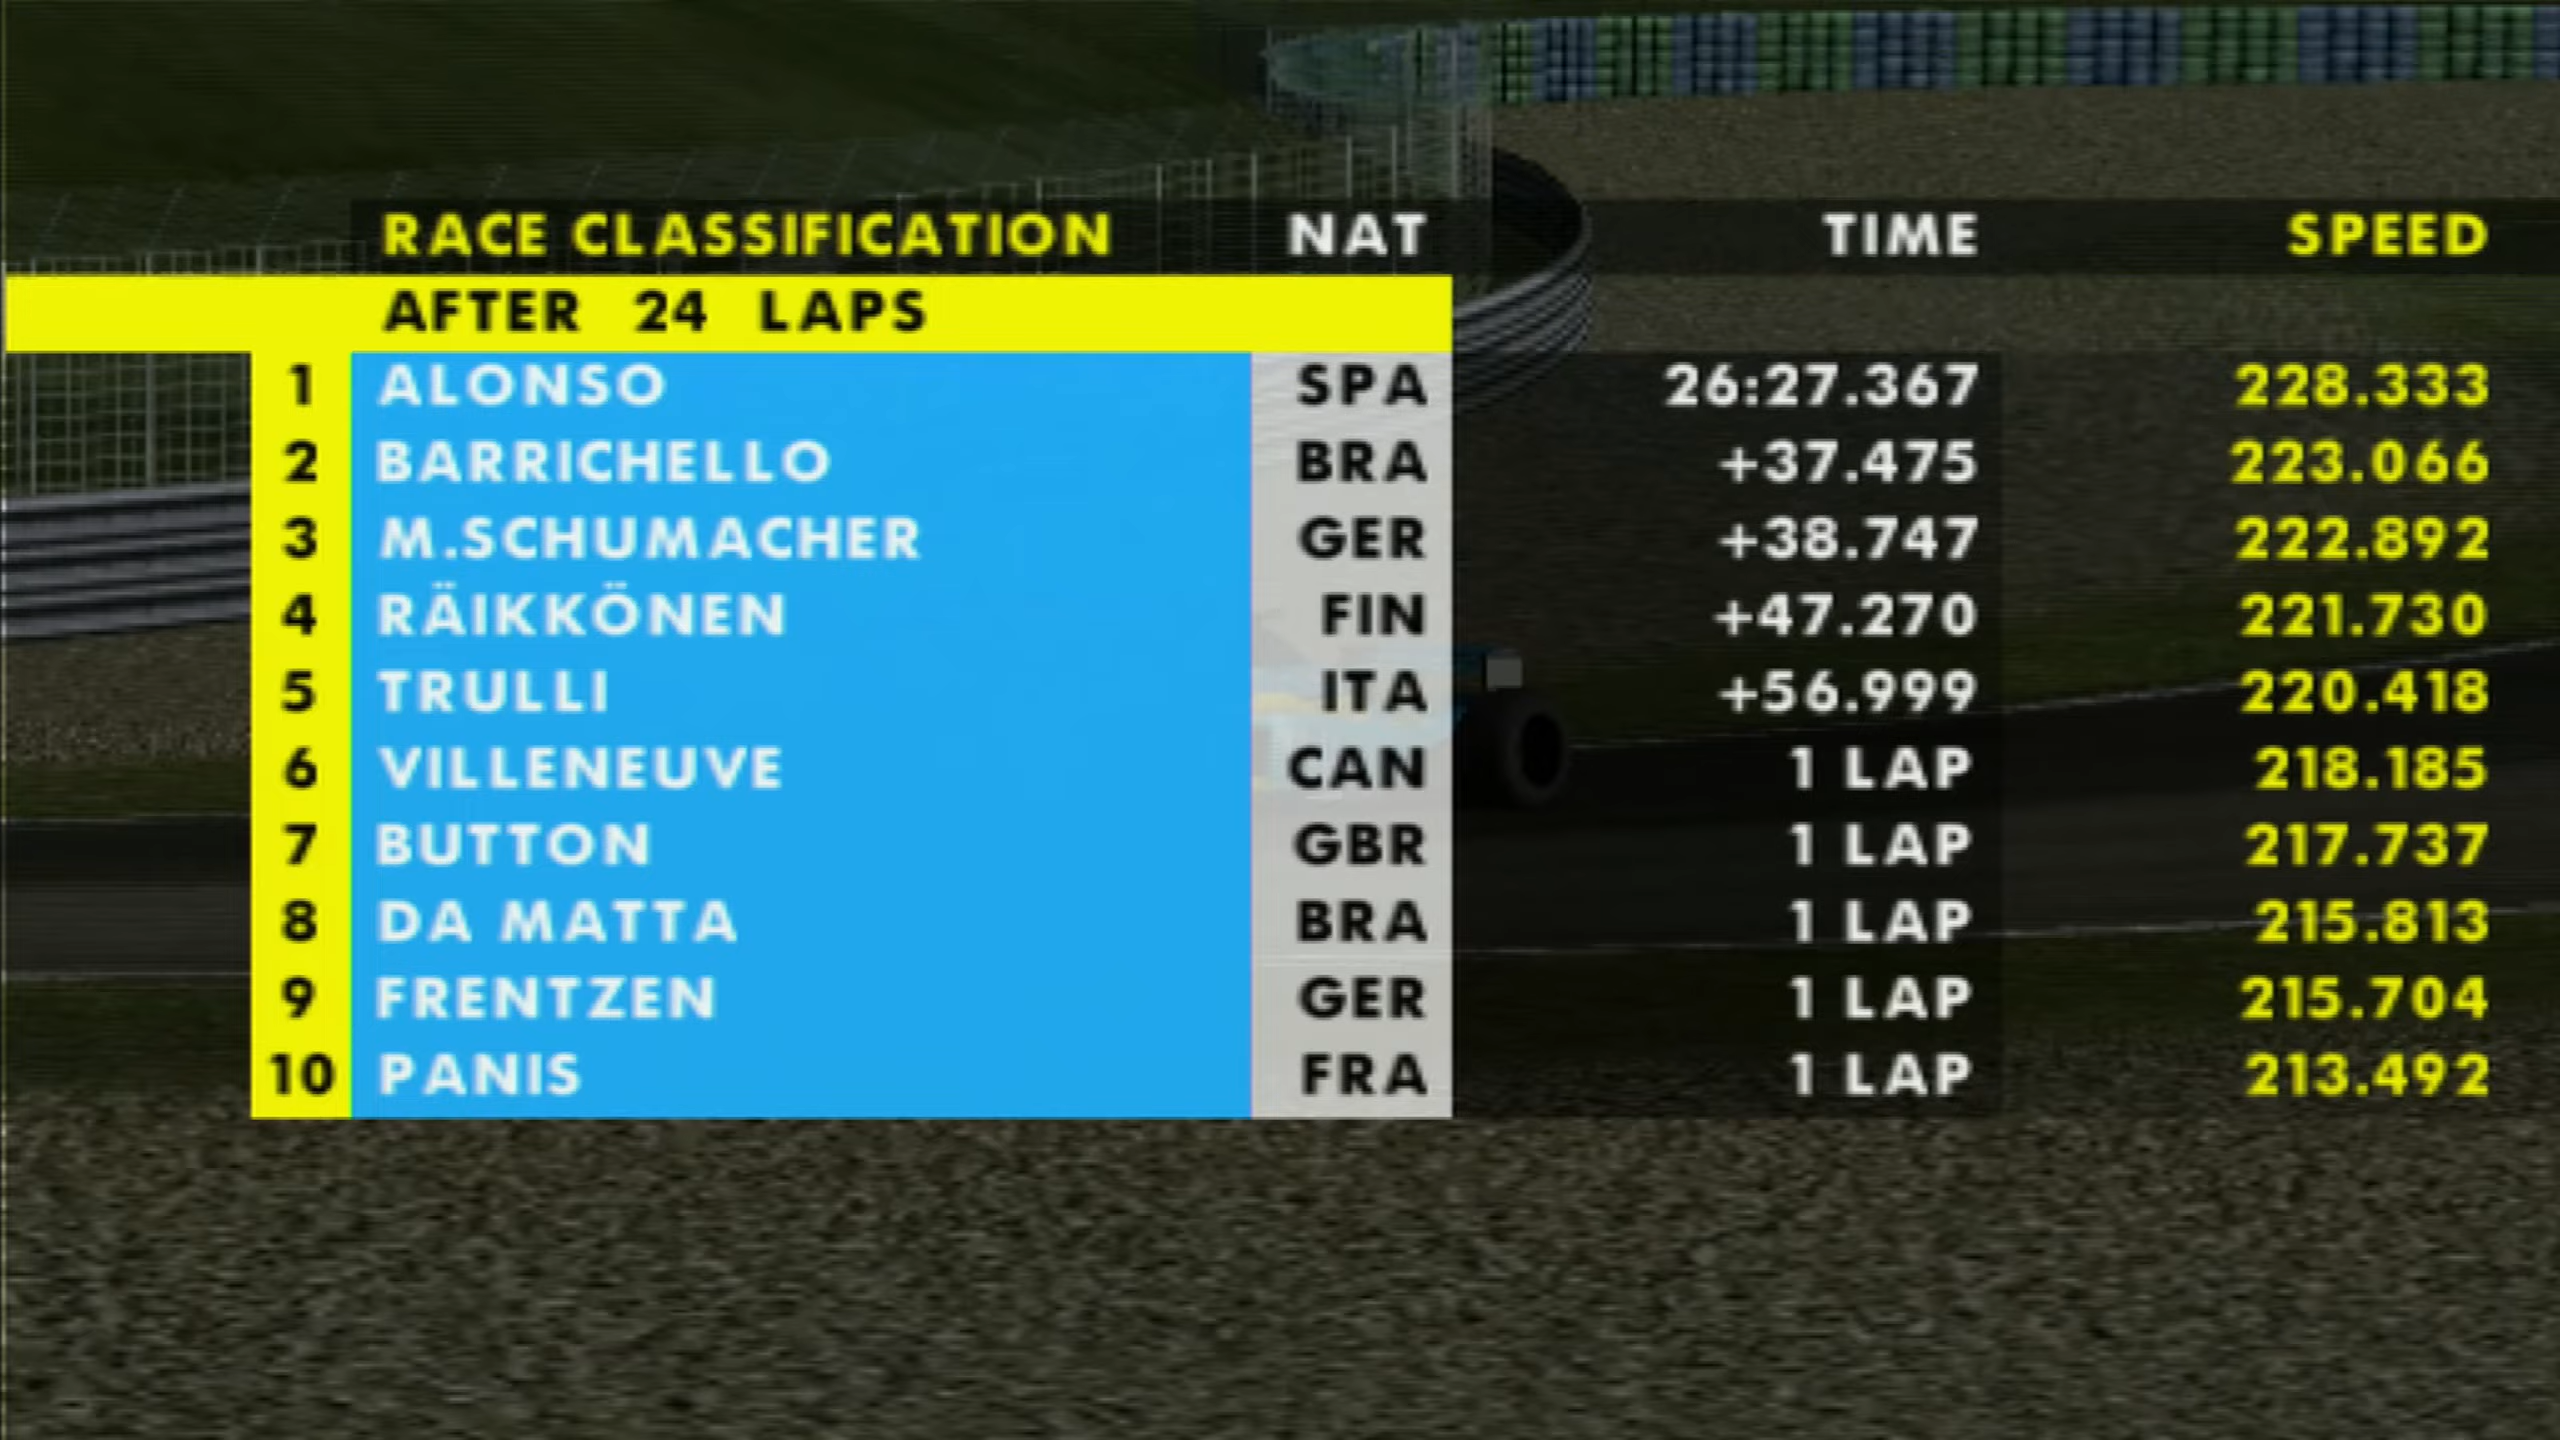 RACE CLASSIFICATION NAT TIME SPEED
AFTER 24 LAPS
1 ALONSO SPA 26:27.367 228.333
2 BARRICHELLO BRA +37.475 223.066
3 M.SCHUMACHER GER +38.747 222.892
4 RÄIKKÖNEN FIN +47.270 221.730
5 TRULLI ITA +56.999 220.418
6 VILLENEUVE CAN 1 LAP 218.185
7 BUTTON GBR 1 LAP 217.737
8 DA MATTA BRA 1 LAP 215.813
9 FRENTZEN GER 1 LAP 215.704
10 PANIS FRA 1 LAP 213.492